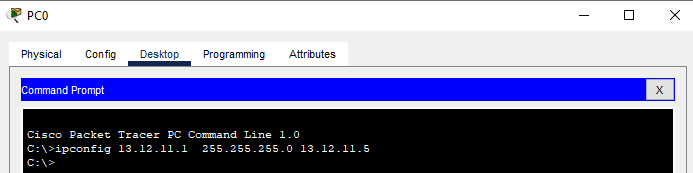 PC0
Physical Config Desktop Programming Attributes
Command Prompt X
Cisco Packet Tracer PC Command Line 1.0
C:\>ipconfig 13.12.11.1  255.255.255.0 13.12.11.5
C:\>